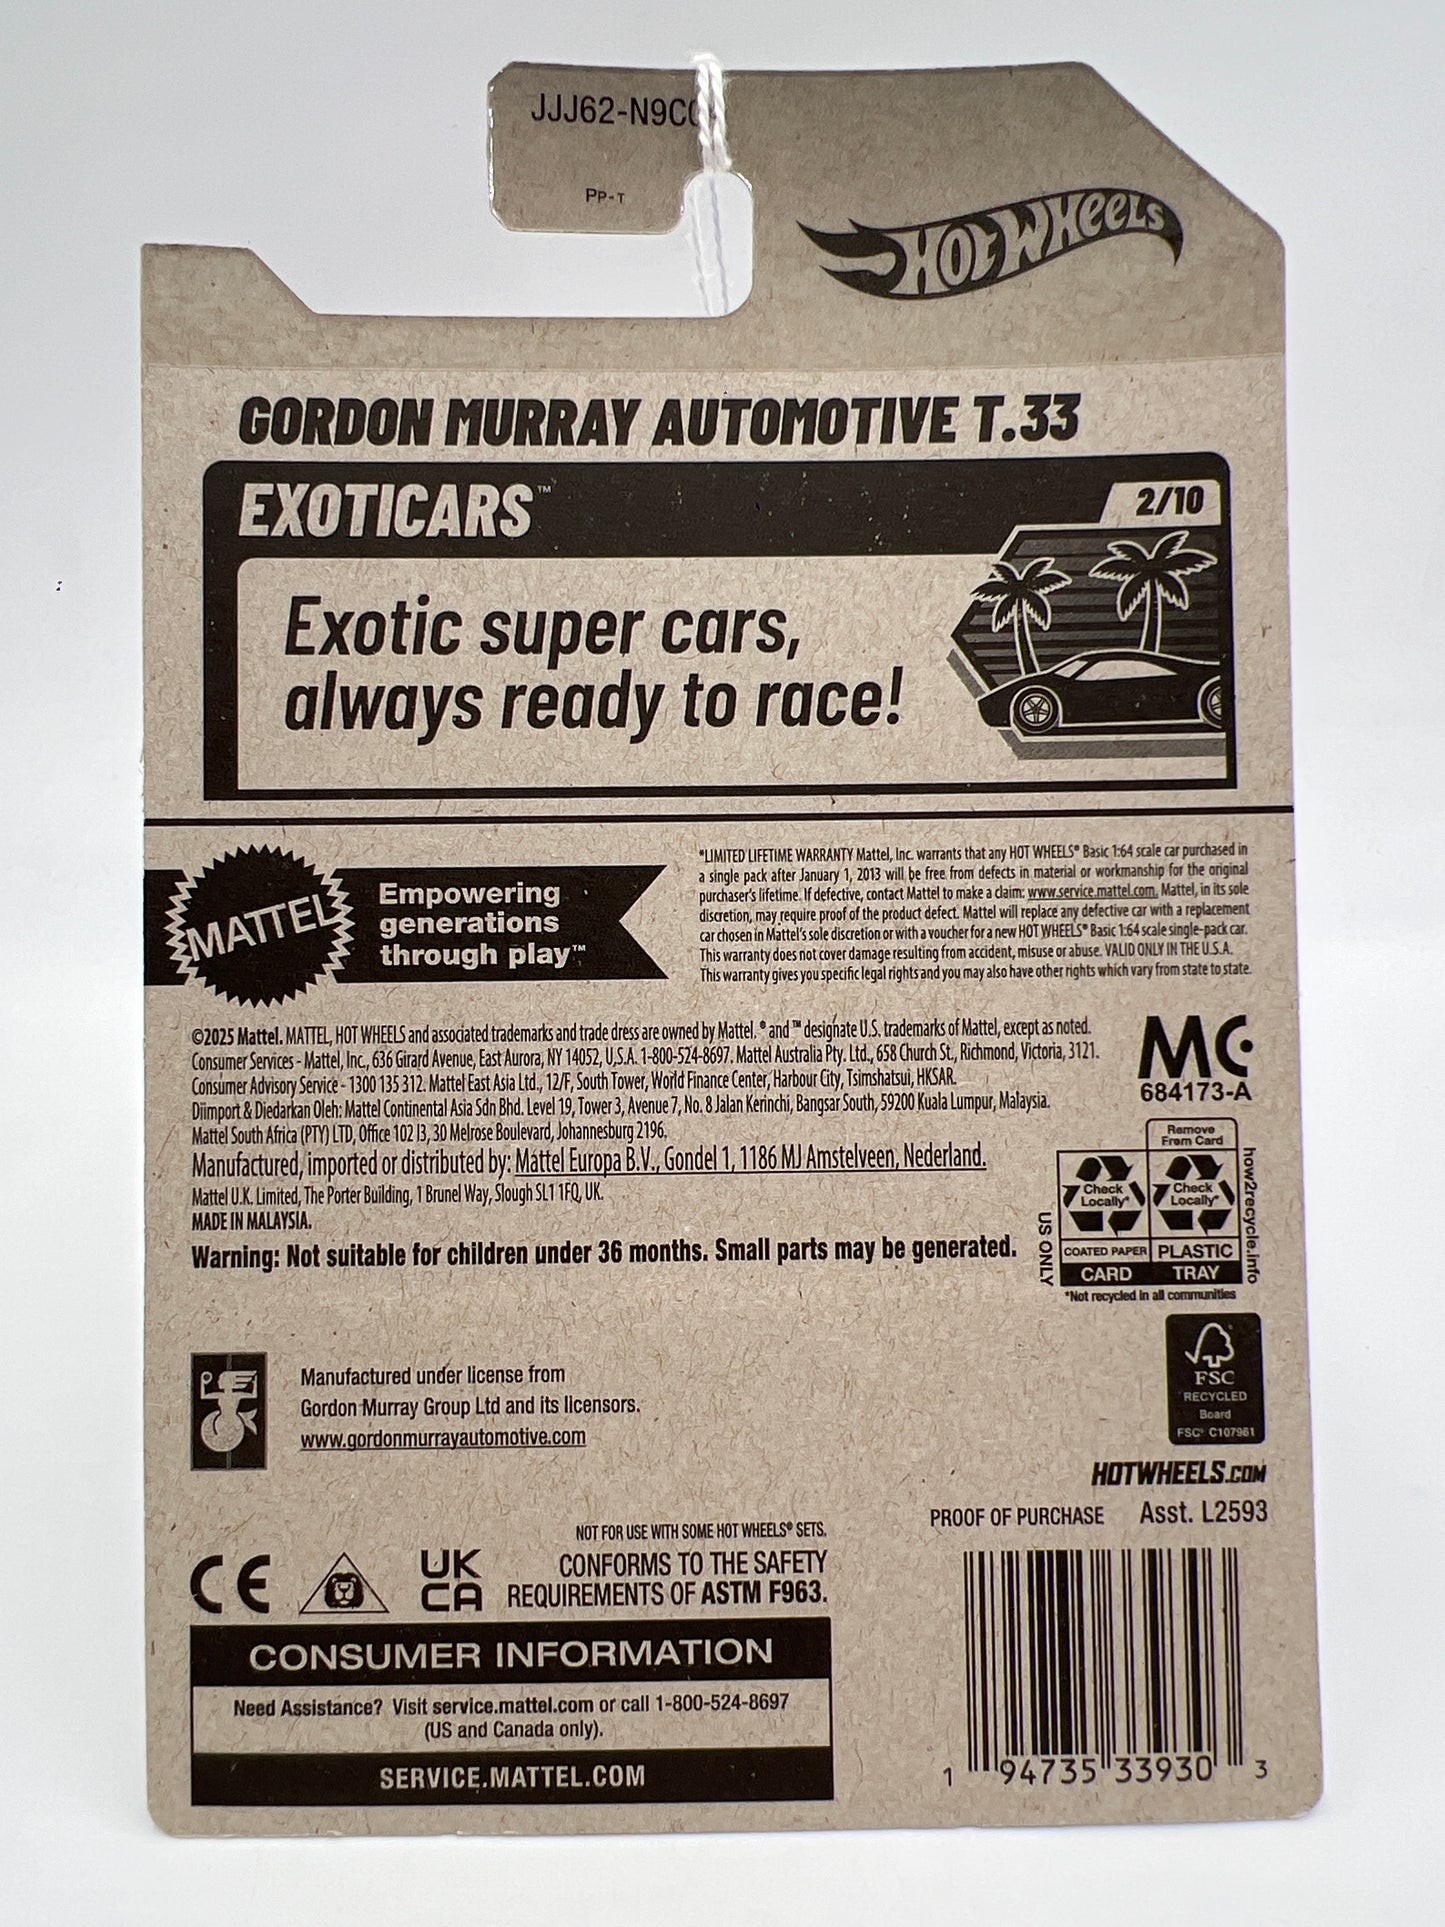 JJJ62-N9C
PP-T
HOT WHEELS
GORDON MURRAY AUTOMOTIVE T.33
EXOTICARS™
2/10
Exotic super cars,
always ready to race!
MATTEL
Empowering
generations
through play™
*LIMITED LIFETIME WARRANTY Mattel, Inc. warrants that any HOT WHEELS® Basic 1:64 scale car purchased in
a single pack after January 1, 2013 will be free from defects in material or workmanship for the original
purchaser's lifetime. If defective, contact Mattel to make a claim: www.service.mattel.com. Mattel, in its sole
discretion, may require proof of the product defect. Mattel will replace any defective car with a replacement
car chosen in Mattel's sole discretion or with a voucher for a new HOT WHEELS® Basic 1:64 scale single-pack car.
This warranty does not cover damage resulting from accident, misuse or abuse. VALID ONLY IN THE U.S.A.
This warranty gives you specific legal rights and you may also have other rights which vary from state to state.
©2025 Mattel. MATTEL, HOT WHEELS and associated trademarks and trade dress are owned by Mattel. ® and ™ designate U.S. trademarks of Mattel, except as noted.
Consumer Services - Mattel, Inc., 636 Girard Avenue, East Aurora, NY 14052, U.S.A. 1-800-524-8697. Mattel Australia Pty. Ltd., 658 Church St., Richmond, Victoria, 3121.
Consumer Advisory Service - 1300 135 312. Mattel East Asia Ltd., 12/F, South Tower, World Finance Center, Harbour City, Tsimshatsui, HKSAR.
Diimport & Diedarkan Oleh: Mattel Continental Asia Sdn Bhd. Level 19, Tower 3, Avenue 7, No. 8 Jalan Kerinchi, Bangsar South, 59200 Kuala Lumpur, Malaysia.
Mattel South Africa (PTY) LTD, Office 102 I3, 30 Melrose Boulevard, Johannesburg 2196.
Manufactured, imported or distributed by: Mattel Europa B.V., Gondel 1, 1186 MJ Amstelveen, Nederland.
Mattel U.K. Limited, The Porter Building, 1 Brunel Way, Slough SL1 1FQ, UK.
MADE IN MALAYSIA.
Warning: Not suitable for children under 36 months. Small parts may be generated.
MC
684173-A
Remove
From Card
Check
Locally*
Check
Locally*
COATED PAPER
PLASTIC
CARD
TRAY
US ONLY
how2recycle.info
*Not recycled in all communities
FSC
RECYCLED
Board
FSC® C107961
Manufactured under license from
Gordon Murray Group Ltd and its licensors.
www.gordonmurrayautomotive.com
HOTWHEELS.COM
PROOF OF PURCHASE Asst. L2593
NOT FOR USE WITH SOME HOT WHEELS® SETS.
CE
UK
CA
CONFORMS TO THE SAFETY
REQUIREMENTS OF ASTM F963.
CONSUMER INFORMATION
Need Assistance? Visit service.mattel.com or call 1-800-524-8697
(US and Canada only).
SERVICE.MATTEL.COM
1 94735 33930 3